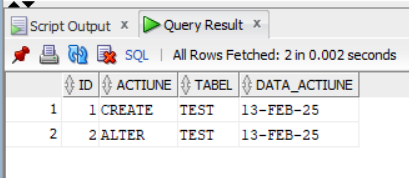 Script Output x Query Result x
SQL | All Rows Fetched: 2 in 0.002 seconds
ID ACTIUNE TABEL DATA_ACTIUNE
1 1 CREATE TEST 13-FEB-25
2 2 ALTER TEST 13-FEB-25